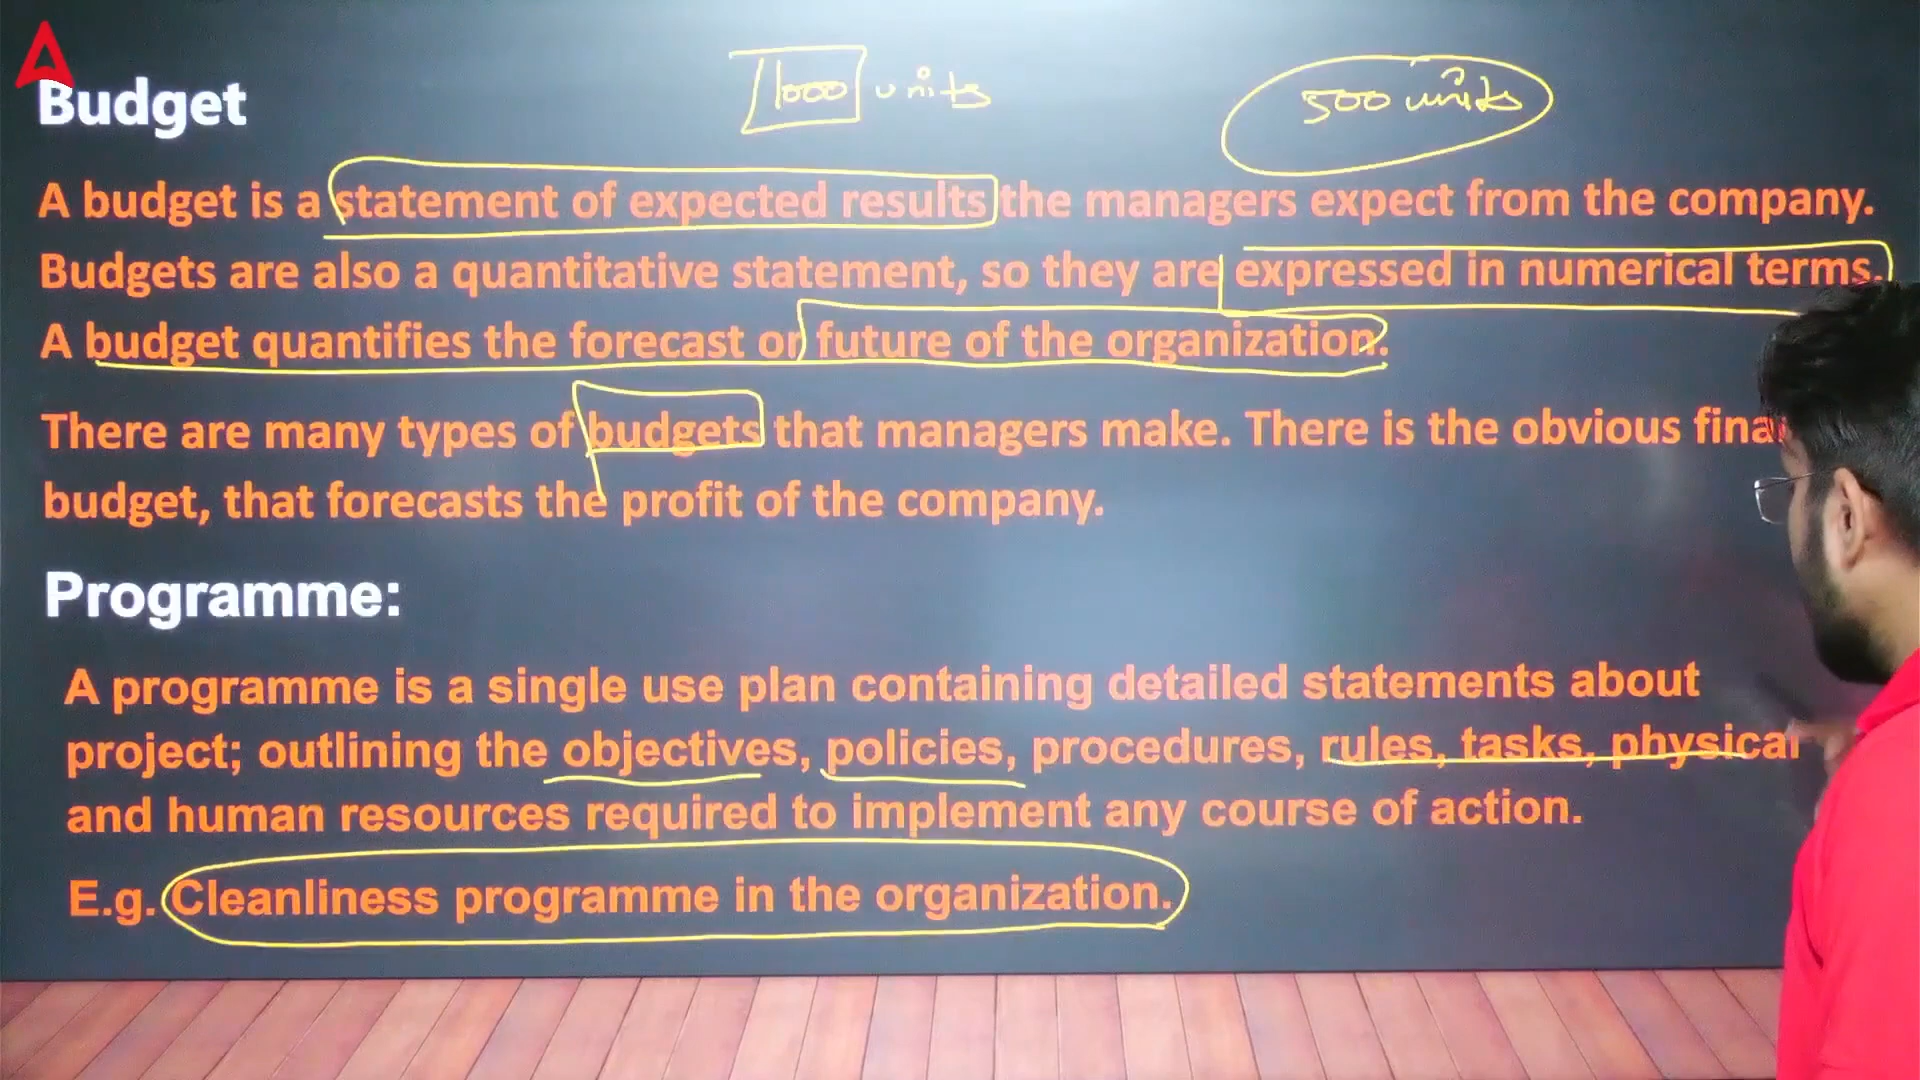 1000 units
500 units
Budget
A budget is a statement of expected results the managers expect from the company.
Budgets are also a quantitative statement, so they are expressed in numerical terms.
A budget quantifies the forecast or future of the organization.
There are many types of budgets that managers make. There is the obvious
budget, that forecasts the profit of the company.
Programme:
A programme is a single use plan containing detailed statements about
project; outlining the objectives, policies, procedures, rules, tasks, physical
and human resources required to implement any course of action.
E.g. Cleanliness programme in the organization.